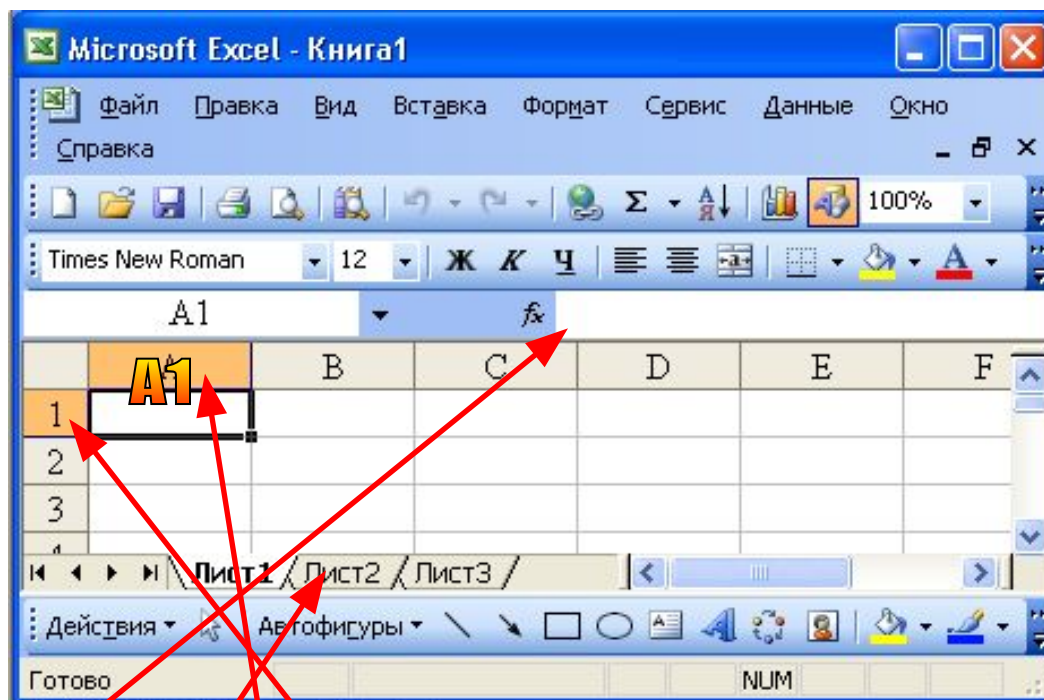 Microsoft Excel - Книга1
Файл Правка Вид Вставка Формат Сервис Данные Окно
Справка
Σ А Я 100%
Times New Roman 12 Ж К Ч a A
A1 fx
A1 B C D E F
1
2
3
4
Лист1 Лист2 Лист3
Действия Автофигуры A A
Готово NUM